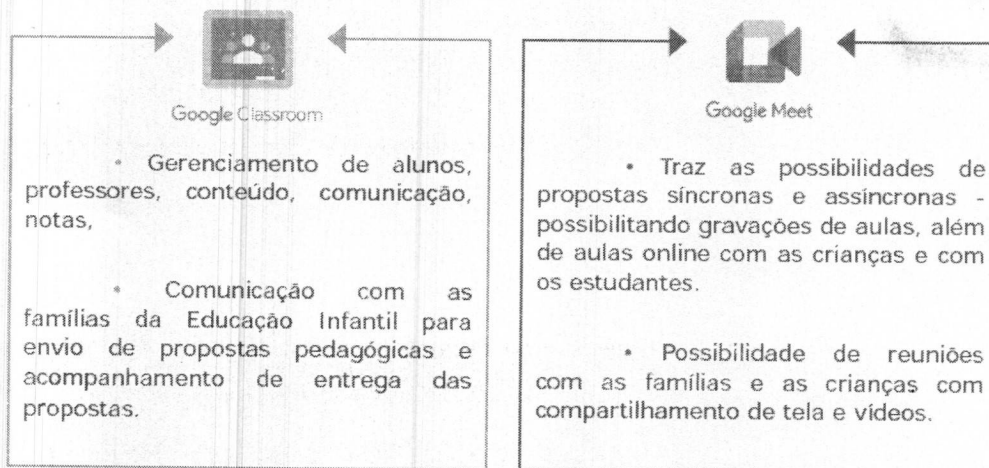 Google Classroom
• Gerenciamento de alunos,
professores, conteúdo, comunicação,
notas,
• Comunicação com as
famílias da Educação Infantil para
envio de propostas pedagógicas e
acompanhamento de entrega das
propostas.
Google Meet
• Traz as possibilidades de
propostas síncronas e assíncronas -
possibilitando gravações de aulas, além
de aulas online com as crianças e com
os estudantes.
• Possibilidade de reuniões
com as famílias e as crianças com
compartilhamento de tela e vídeos.